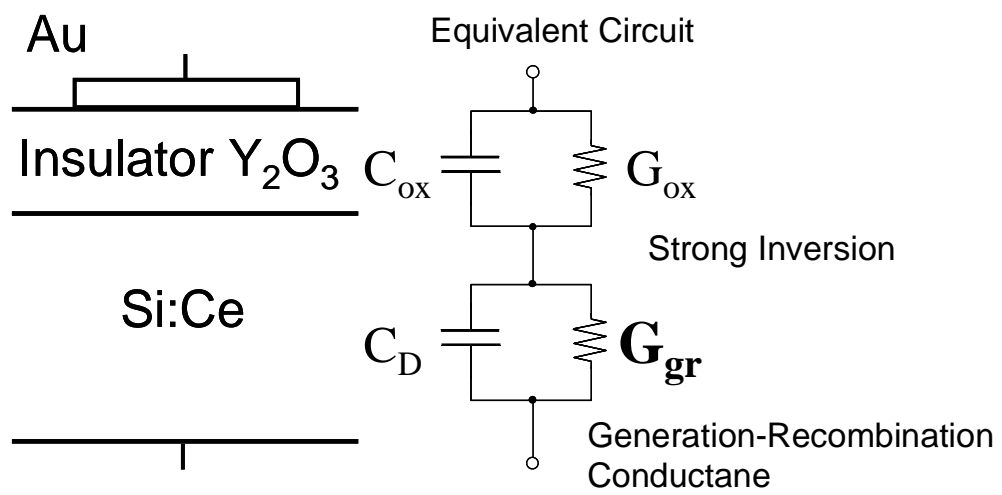 Au
Equivalent Circuit
Insulator Y₂O₃
Cox
Gox
Strong Inversion
Si:Ce
CD
Ggr
Generation-Recombination
Conductane